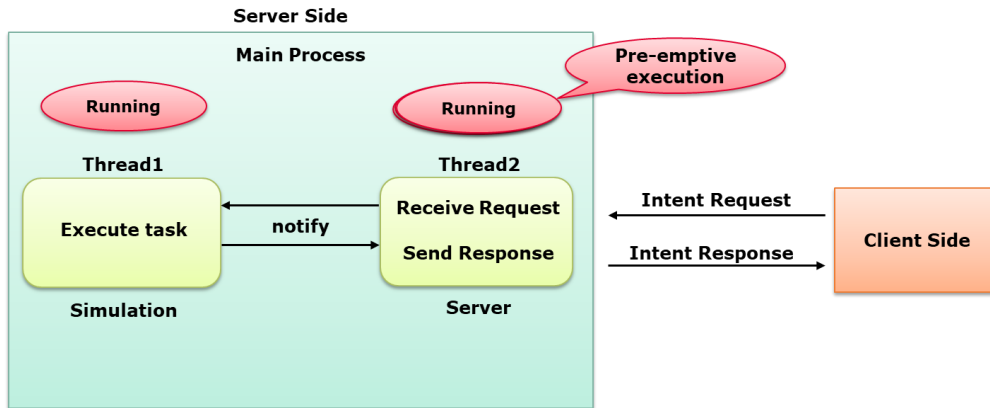 Server Side
Main Process
Pre-emptive
execution
Running
Running
Thread1
Thread2
Execute task
notify
Receive Request
Send Response
Simulation
Server
Intent Request
Intent Response
Client Side